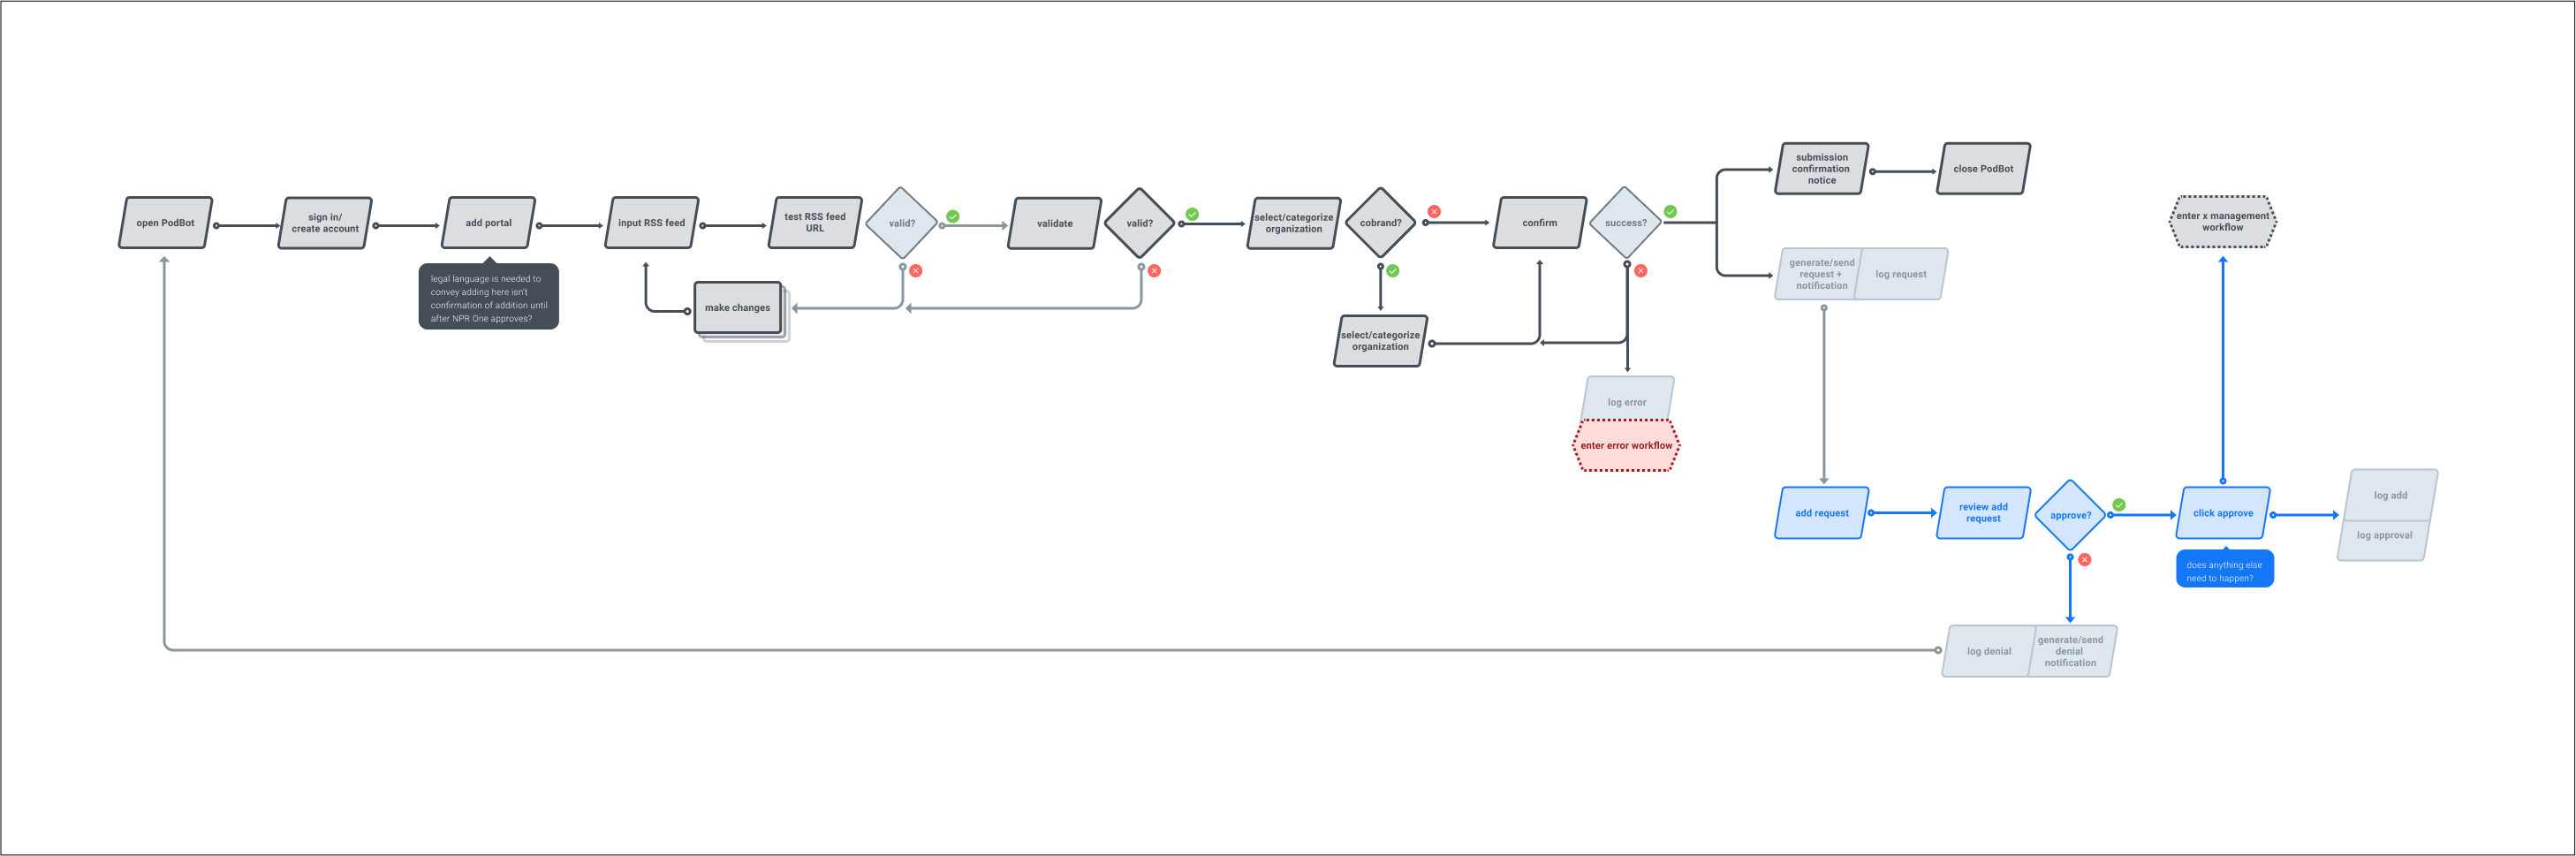 open PodBot
sign in/
create account
add portal
legal language is needed to
convey adding here isn't
confirmation of addition until
after NPR One approves?
input RSS feed
make changes
test RSS feed
URL
valid?
validate
valid?
select/categorize
organization
cobrand?
select/categorize
organization
confirm
success?
log error
enter error workflow
submission
confirmation
notice
close PodBot
generate/send
request +
notification
log request
add request
review add
request
approve?
click approve
does anything else
need to happen?
enter x management
workflow
log add
log approval
log denial
generate/send
denial
notification